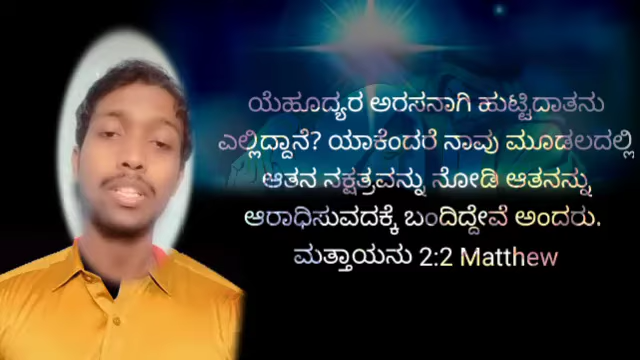 ಯೆಹೂದ್ಯರ ಅರಸನಾಗಿ ಹುಟ್ಟಿದಾತನು
ಎಲ್ಲಿದ್ದಾನೆ? ಯಾಕೆಂದರೆ ನಾವು ಮೂಡಲದಲ್ಲಿ
ಆತನ ನಕ್ಷತ್ರವನ್ನು ನೋಡಿ ಆತನನ್ನು
ಆರಾಧಿಸುವದಕ್ಕೆ ಬಂದಿದ್ದೇವೆ ಅಂದರು.
ಮತ್ತಾಯನು 2:2 Matthew